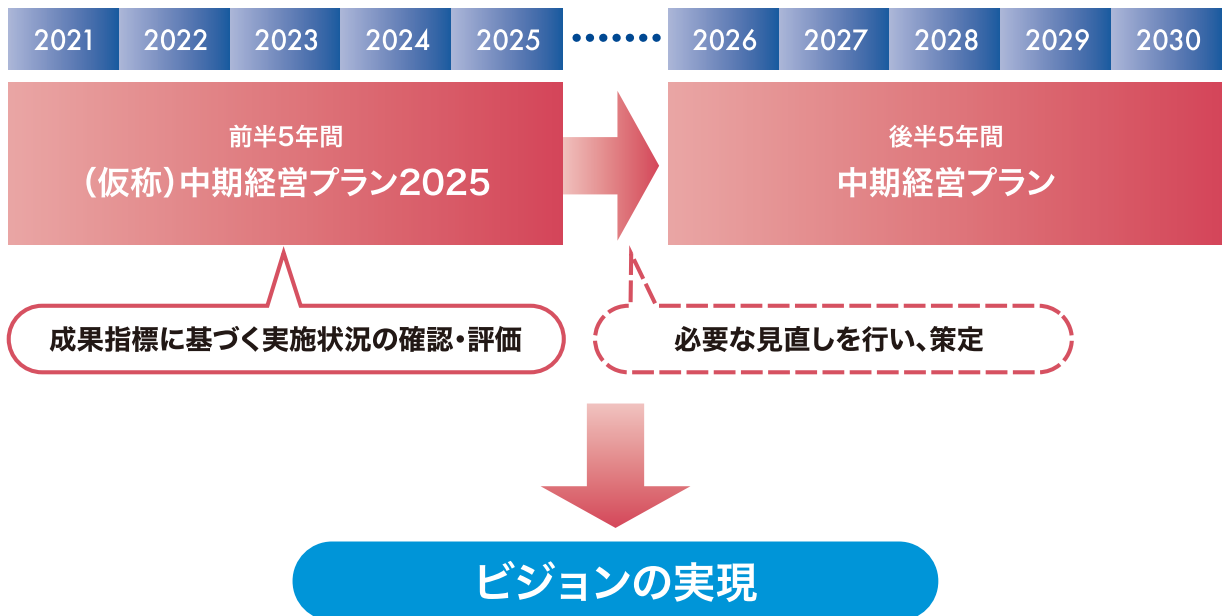 2021 2022 2023 2024 2025 2026 2027 2028 2029 2030
前半5年間
(仮称)中期経営プラン2025
後半5年間
中期経営プラン
成果指標に基づく実施状況の確認・評価
必要な見直しを行い、策定
ビジョンの実現